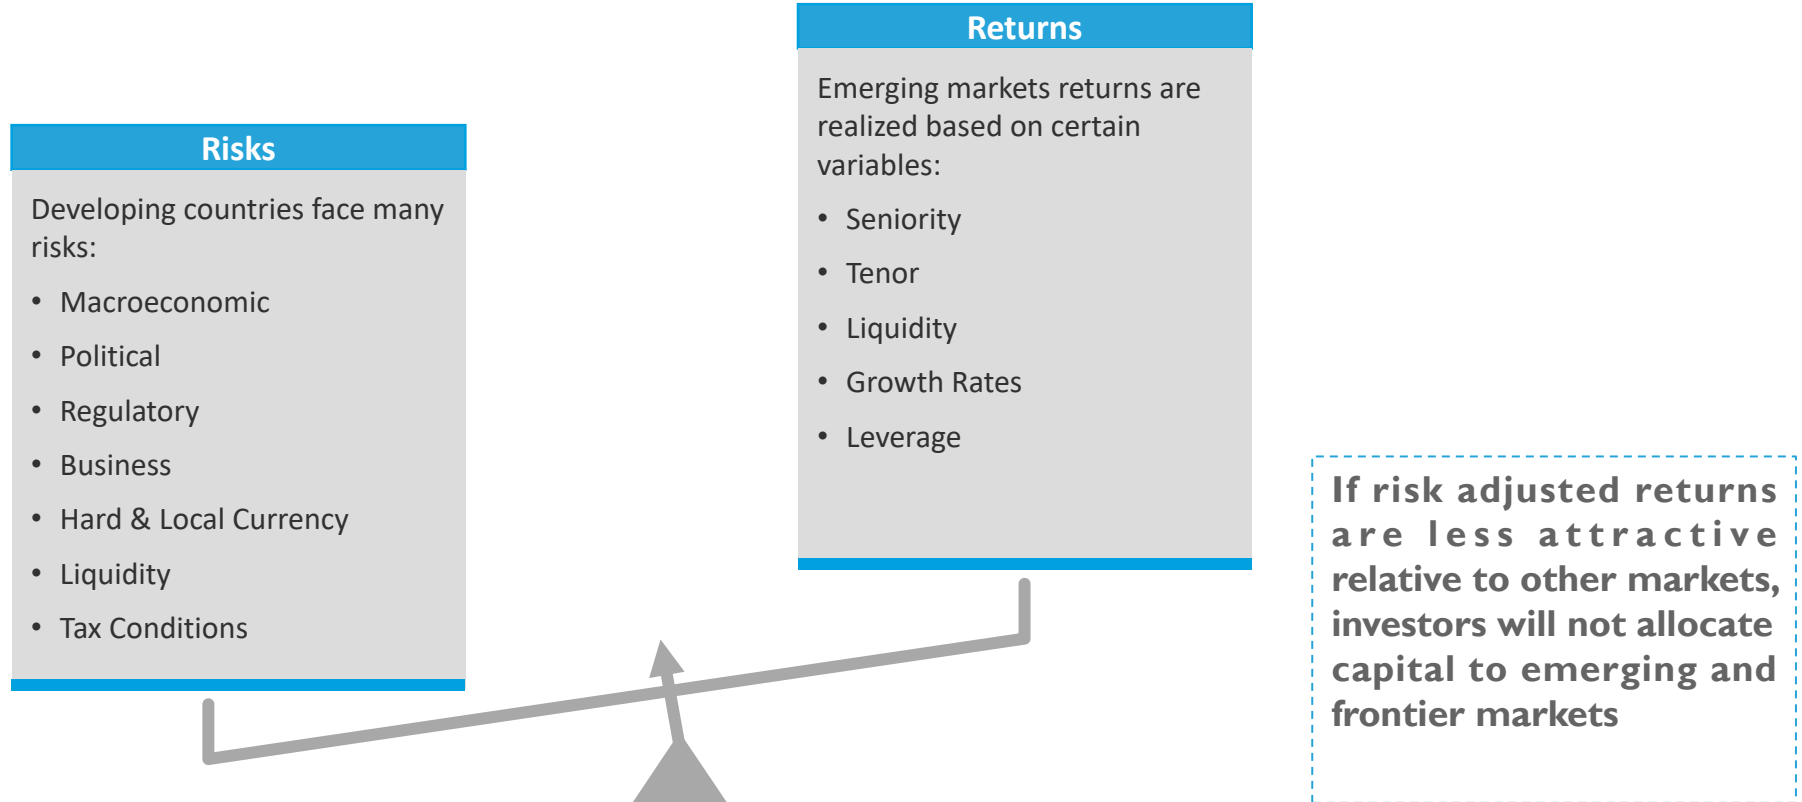 Risks
Developing countries face many
risks:
• Macroeconomic
• Political
• Regulatory
• Business
• Hard & Local Currency
• Liquidity
• Tax Conditions
Returns
Emerging markets returns are
realized based on certain
variables:
• Seniority
• Tenor
• Liquidity
• Growth Rates
• Leverage
If risk adjusted returns
are less attractive
relative to other markets,
investors will not allocate
capital to emerging and
frontier markets